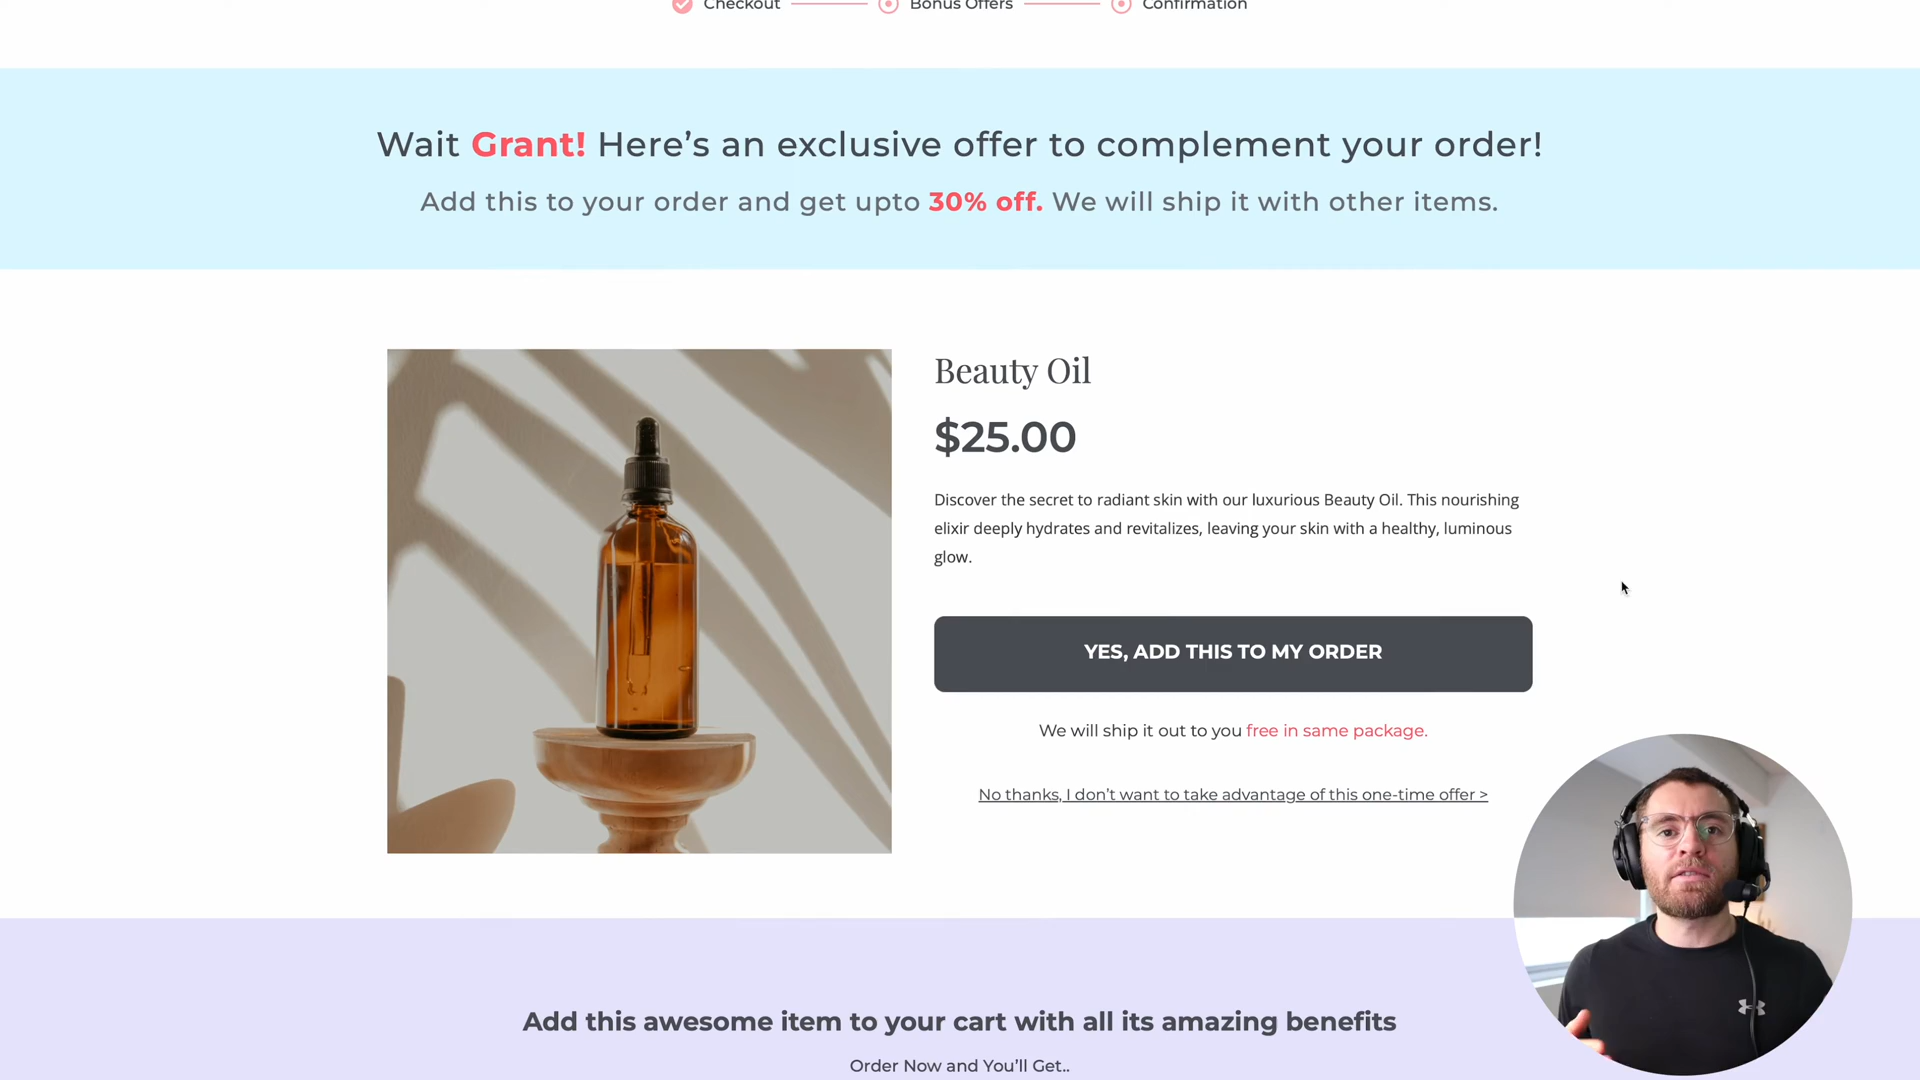 Checkout
Bonus Offers
Confirmation
Wait Grant! Here’s an exclusive offer to complement your order!
Add this to your order and get upto 30% off. We will ship it with other items.
Beauty Oil
$25.00
Discover the secret to radiant skin with our luxurious Beauty Oil. This nourishing
elixir deeply hydrates and revitalizes, leaving your skin with a healthy, luminous
glow.
YES, ADD THIS TO MY ORDER
We will ship it out to you free in same package.
No thanks, I don’t want to take advantage of this one-time offer >
Add this awesome item to your cart with all its amazing benefits
Order Now and You’ll Get..